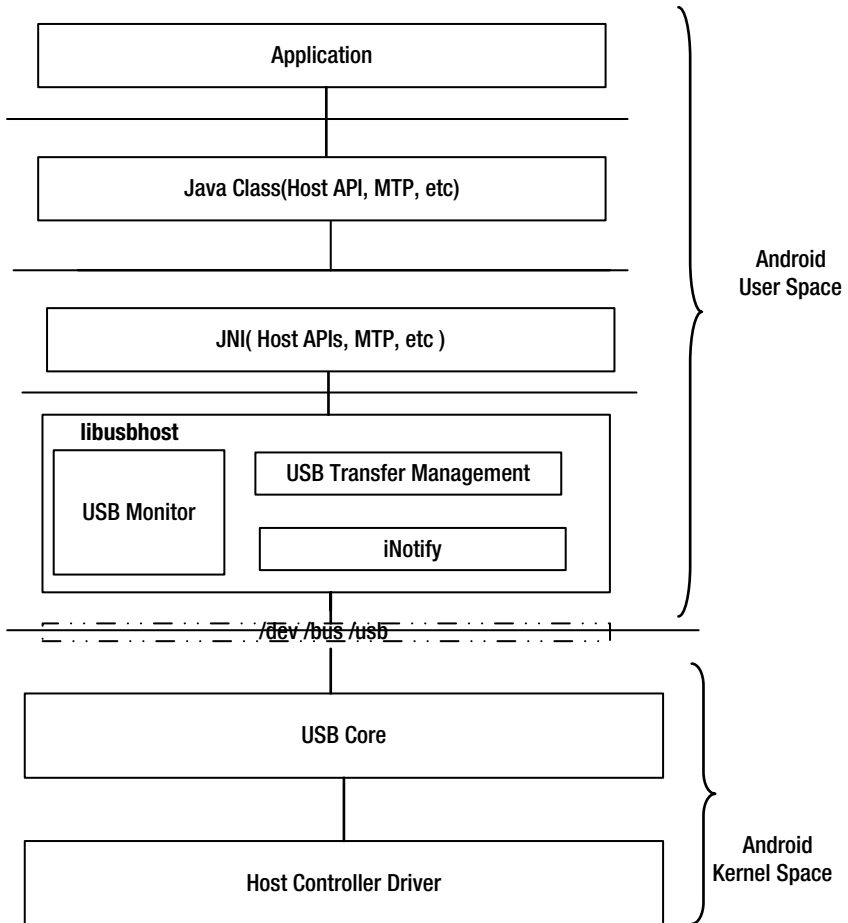 Application
Java Class(Host API, MTP, etc)
Android
User Space
JNI( Host APIs, MTP, etc )
libusbhost
USB Monitor
USB Transfer Management
iNotify
/dev /bus /usb
USB Core
Host Controller Driver
Android
Kernel Space